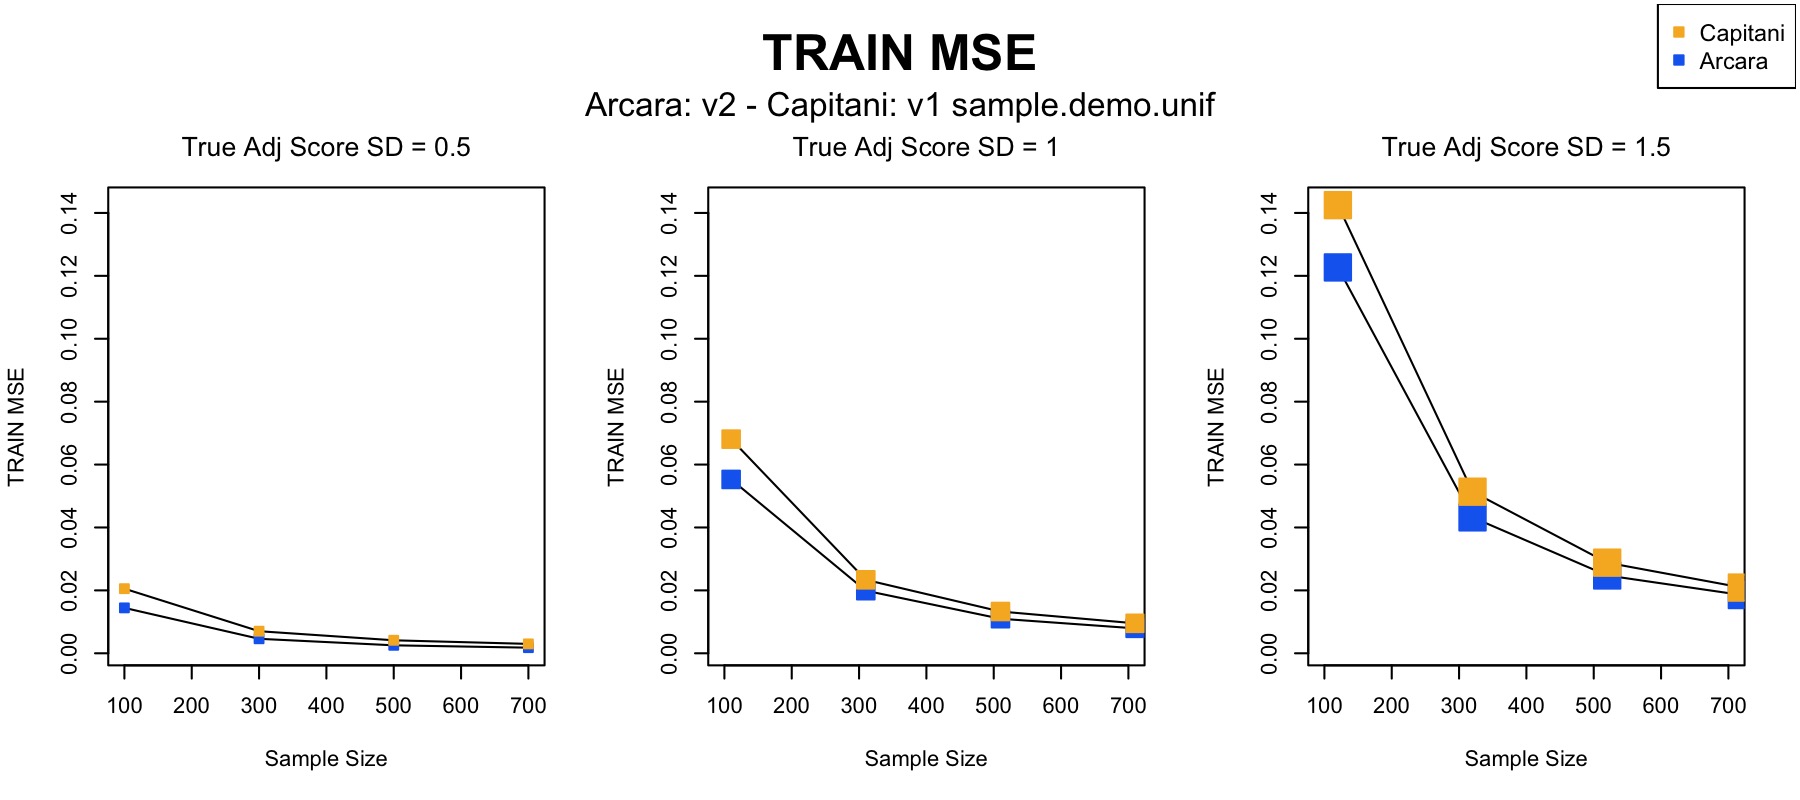 TRAIN MSE
Arcara: v2 - Capitani: v1 sample.demo.unif
Capitani
Arcara
True Adj Score SD = 0.5
TRAIN MSE
0.14
0.12
0.10
0.08
0.06
0.04
0.02
0.00
100 200 300 400 500 600 700
Sample Size
True Adj Score SD = 1
TRAIN MSE
0.14
0.12
0.10
0.08
0.06
0.04
0.02
0.00
100 200 300 400 500 600 700
Sample Size
True Adj Score SD = 1.5
TRAIN MSE
0.14
0.12
0.10
0.08
0.06
0.04
0.02
0.00
100 200 300 400 500 600 700
Sample Size